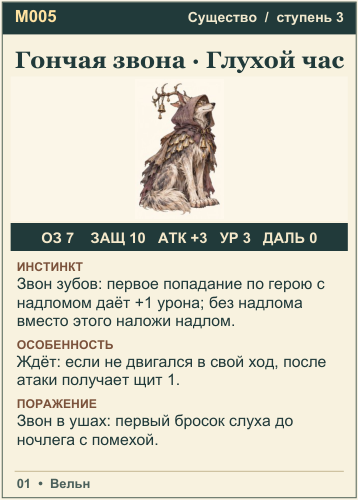 M005
Существо / ступень 3
Гончая звона · Глухой час
ОЗ 7 ЗАЩ 10 АТК +3 УР 3 ДАЛЬ 0
ИНСТИНКТ
Звон зубов: первое попадание по герою с
надломом даёт +1 урона; без надлома
вместо этого наложи надлом.
ОСОБЕННОСТЬ
Ждёт: если не двигался в свой ход, после
атаки получает щит 1.
ПОРАЖЕНИЕ
Звон в ушах: первый бросок слуха до
ночлега с помехой.
01 • Вельн